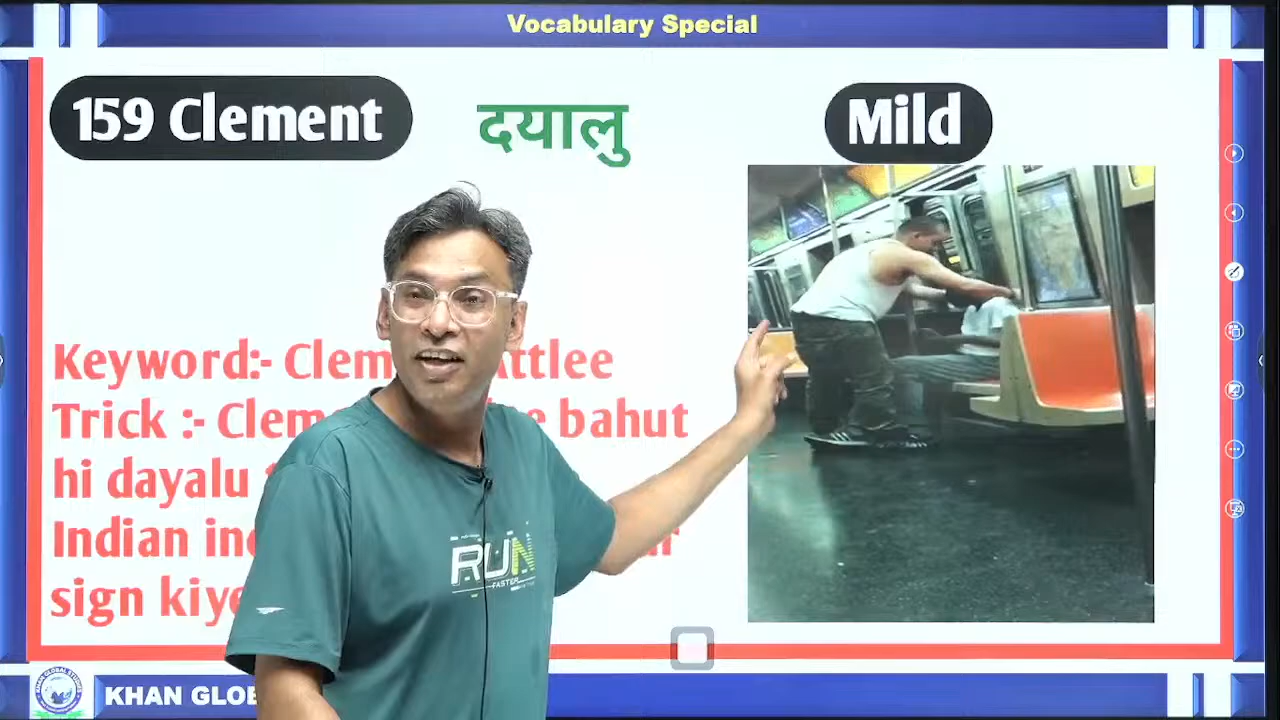 Vocabulary Special
159 Clement
दयालु
Mild
Keyword:- Clem Attlee
Trick :- Clem e bahut
hi dayalu
Indian in
sign kiye
RUN
FASTER
KHAN GLOB